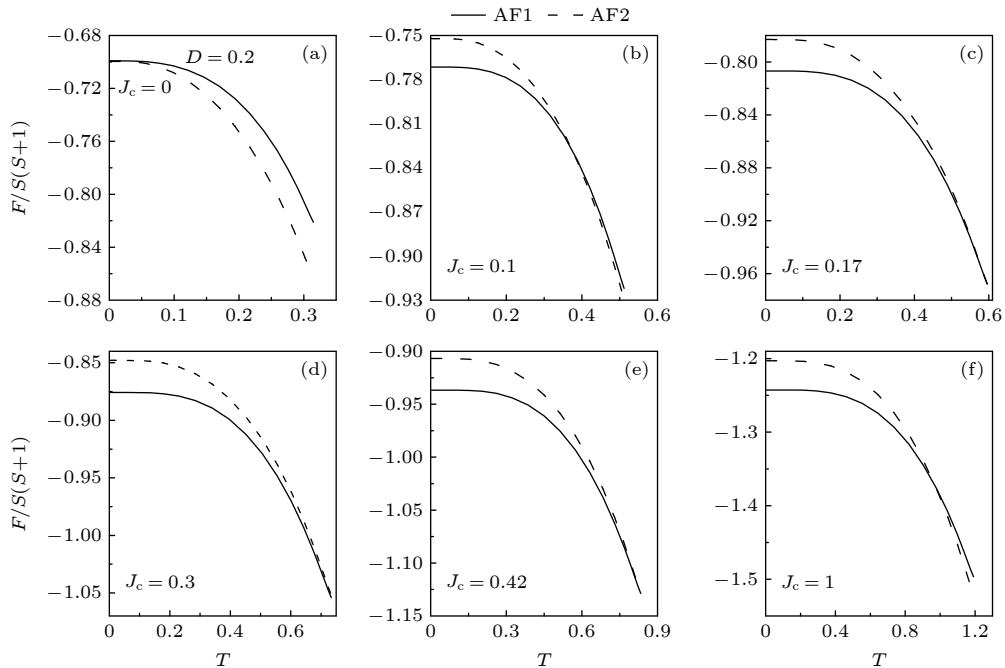 AF1 AF2
(a)
D = 0.2
J_c = 0
−0.68
−0.72
−0.76
−0.80
−0.84
−0.88
0 0.1 0.2 0.3
F/S(S+1)
(b)
J_c = 0.1
−0.75
−0.78
−0.81
−0.84
−0.87
−0.90
−0.93
0 0.2 0.4 0.6
(c)
J_c = 0.17
−0.80
−0.84
−0.88
−0.92
−0.96
0 0.2 0.4 0.6
(d)
J_c = 0.3
−0.85
−0.90
−0.95
−1.00
−1.05
0 0.2 0.4 0.6
F/S(S+1)
T
(e)
J_c = 0.42
−0.90
−0.95
−1.00
−1.05
−1.10
−1.15
0 0.3 0.6 0.9
T
(f)
J_c = 1
−1.2
−1.3
−1.4
−1.5
0 0.4 0.8 1.2
T